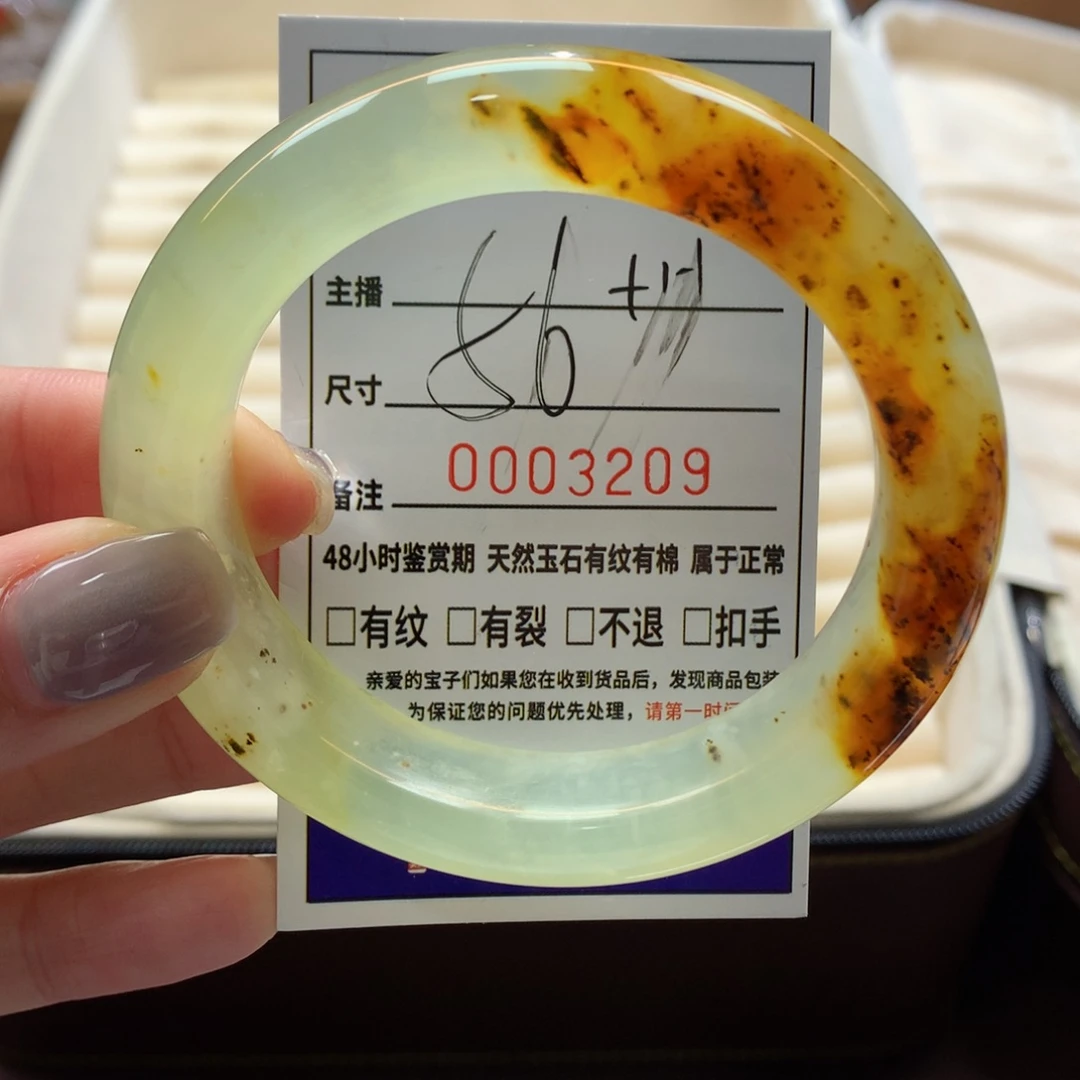 主播
56
尺寸
备注 0003209
48小时鉴赏期 天然玉石有纹有棉 属于正常
□有纹 □有裂 □不退 □扣手
亲爱的宝子们如果您在收到货品后，发现商品包装
为保证您的问题优先处理，请第一时间